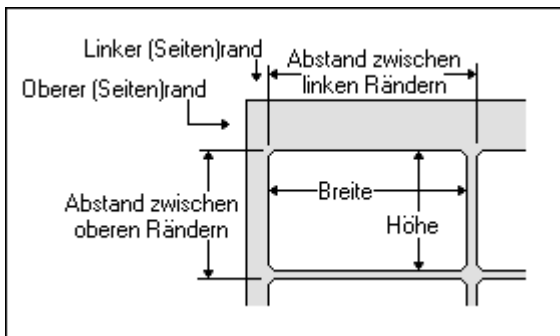 Linker (Seiten)rand
Abstand zwischen
linken Rändern
Oberer (Seiten)rand
Breite
Abstand zwischen
oberen Rändern
Höhe